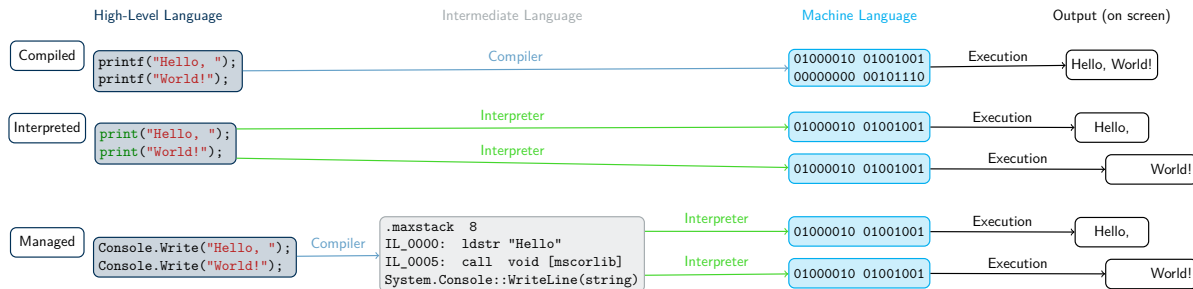 High-Level Language
Intermediate Language
Machine Language
Output (on screen)
Compiled
printf("Hello, ");
printf("World!");
Compiler
01000010 01001001
00000000 00101110
Execution
Hello, World!
Interpreted
print("Hello, ");
print("World!");
Interpreter
01000010 01001001
Execution
Hello,
Interpreter
01000010 01001001
Execution
World!
Managed
Console.Write("Hello, ");
Console.Write("World!");
Compiler
.maxstack 8
IL_0000: ldstr "Hello"
IL_0005: call void [mscorlib]
System.Console::WriteLine(string)
Interpreter
01000010 01001001
Execution
Hello,
Interpreter
01000010 01001001
Execution
World!